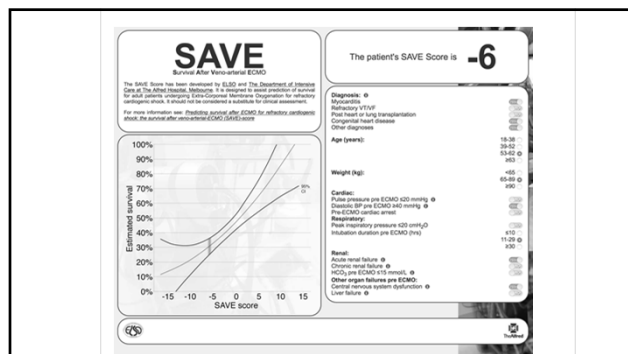 SAVE
Survival After Veno-arterial ECMO
The SAVE Score has been developed by ELSO and The Department of Intensive
Care at The Alfred Hospital, Melbourne. It is designed to assist prediction of survival
for adult patients undergoing Extra-Corporeal Membrane Oxygenation for refractory
cardiogenic shock. It should not be considered a substitute for clinical assessment.
For more information see: Predicting survival after ECMO for refractory cardiogenic
shock: the survival after veno-arterial-ECMO (SAVE)-score
The patient's SAVE Score is -6
Diagnosis:
Myocarditis
Refractory VT/VF
Post heart or lung transplantation
Congenital heart disease
Other diagnoses
Age (years):
18-38
39-52
53-62
≥63
Weight (kg):
<65
65-89
≥90
Cardiac:
Pulse pressure pre ECMO ≤20 mmHg
Diastolic BP pre ECMO ≥40 mmHg
Pre-ECMO cardiac arrest
Respiratory:
Peak inspiratory pressure ≤20 cmH2O
Intubation duration pre ECMO (hrs)
≤10
11-29
≥30
Renal:
Acute renal failure
Chronic renal failure
HCO3 pre ECMO ≤15 mmol/L
Other organ failures pre ECMO:
Central nervous system dysfunction
Liver failure
Estimated survival
100%
90%
80%
70%
60%
50%
40%
30%
20%
10%
0%
95%
CI
-15 -10 -5 0 5 10 15
SAVE score
ELSO
TheAlfred